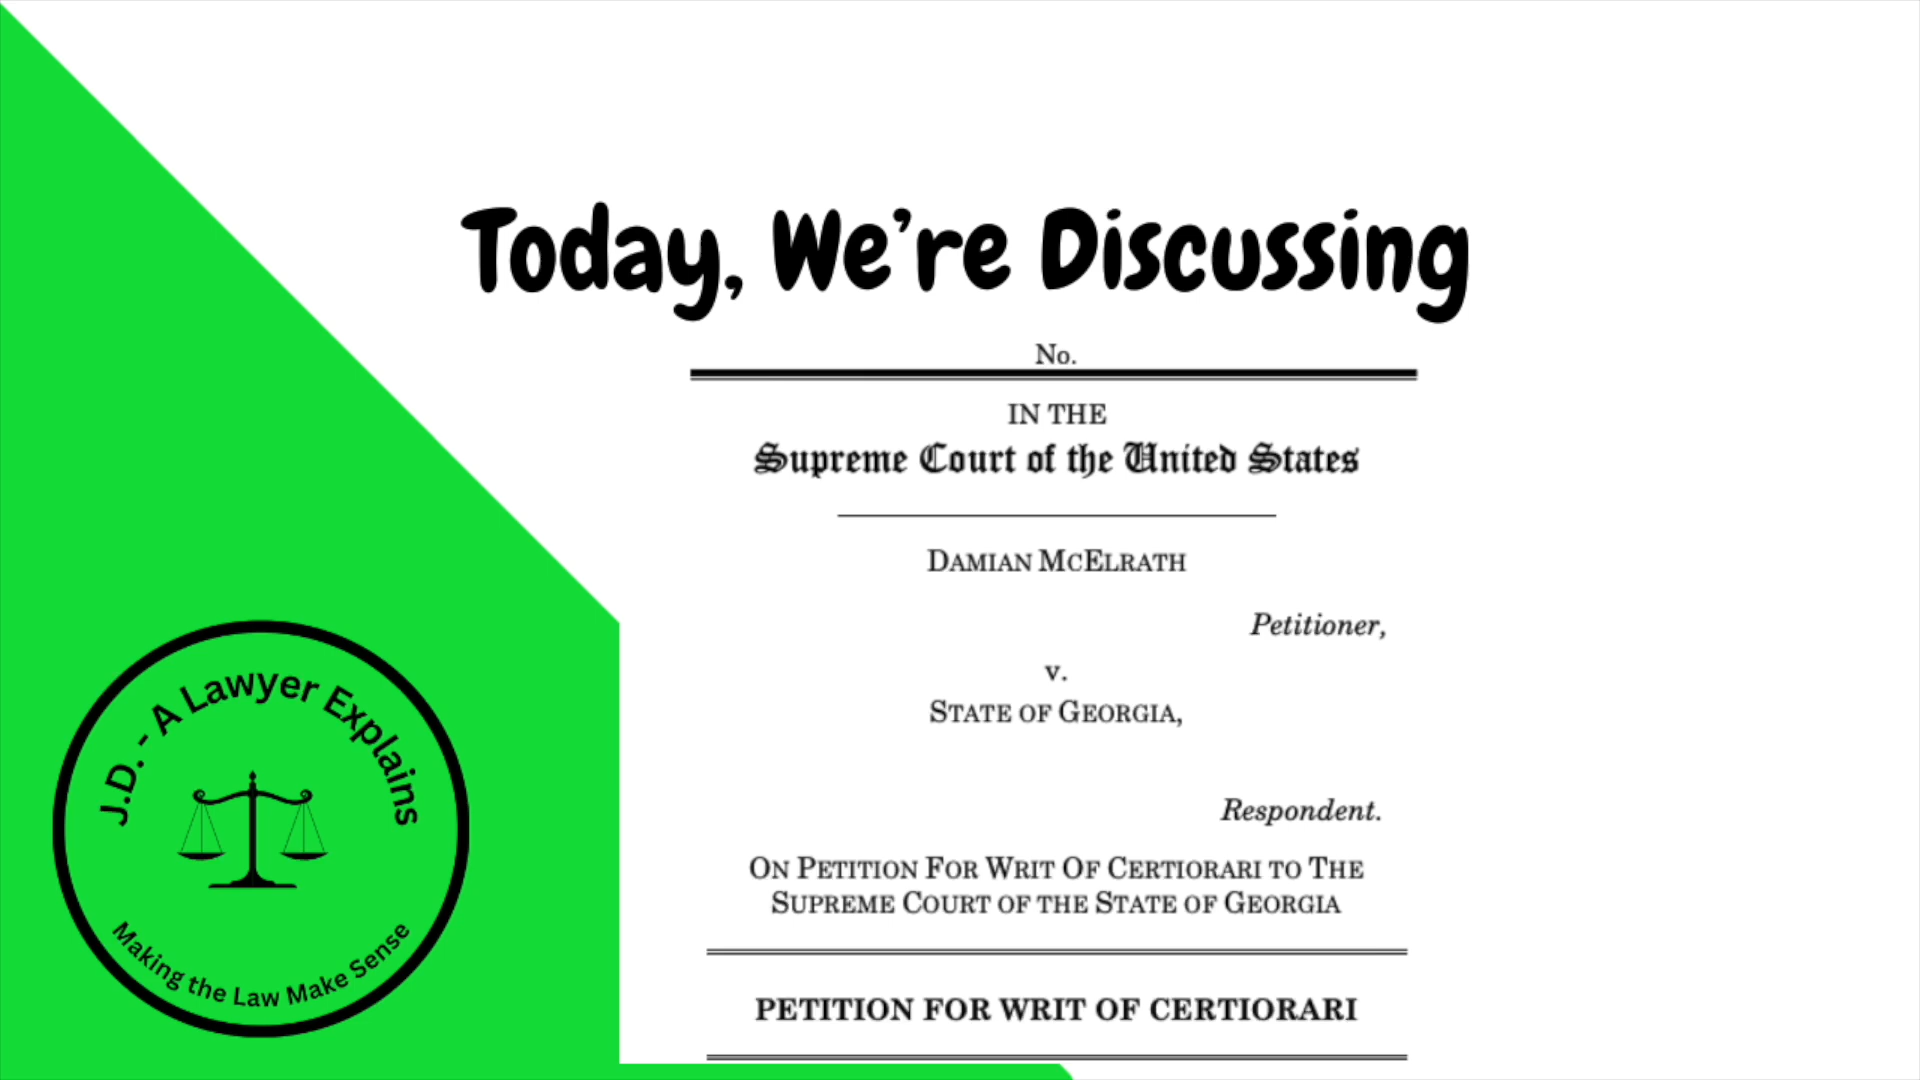 Today, We're Discussing
No.
IN THE
Supreme Court of the United States
DAMIAN MCELRATH
Petitioner,
v.
STATE OF GEORGIA,
Respondent.
ON PETITION FOR WRIT OF CERTIORARI TO THE
SUPREME COURT OF THE STATE OF GEORGIA
PETITION FOR WRIT OF CERTIORARI
J.D. - A Lawyer Explains
Making the Law Make Sense